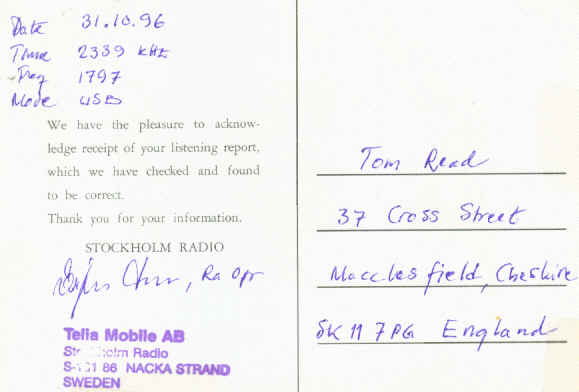 Date 31.10.96
Time 2339 kHz
Freq 1797
Mode USB
We have the pleasure to acknow-
ledge receipt of your listening report,
which we have checked and found
to be correct.
Thank you for your information.
STOCKHOLM RADIO
, Ra Opr
Telia Mobile AB
Stockholm Radio
S-131 86 NACKA STRAND
SWEDEN
Tom Read
37 Cross Street
Macclesfield, Cheshire
SK11 7PG England